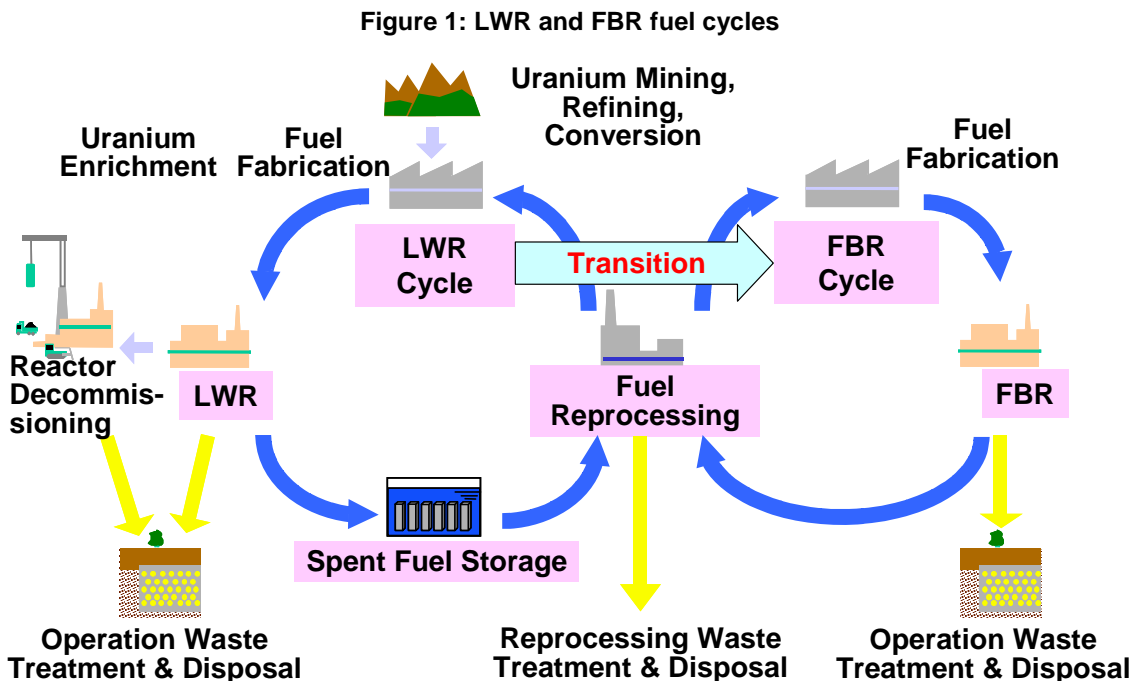 Figure 1: LWR and FBR fuel cycles
Uranium Mining,
Refining,
Conversion
Uranium
Enrichment
Fuel
Fabrication
Fuel
Fabrication
LWR
Cycle
Transition
FBR
Cycle
Reactor
Decommis-
sioning
LWR
Fuel
Reprocessing
FBR
Spent Fuel Storage
Operation Waste
Treatment & Disposal
Reprocessing Waste
Treatment & Disposal
Operation Waste
Treatment & Disposal